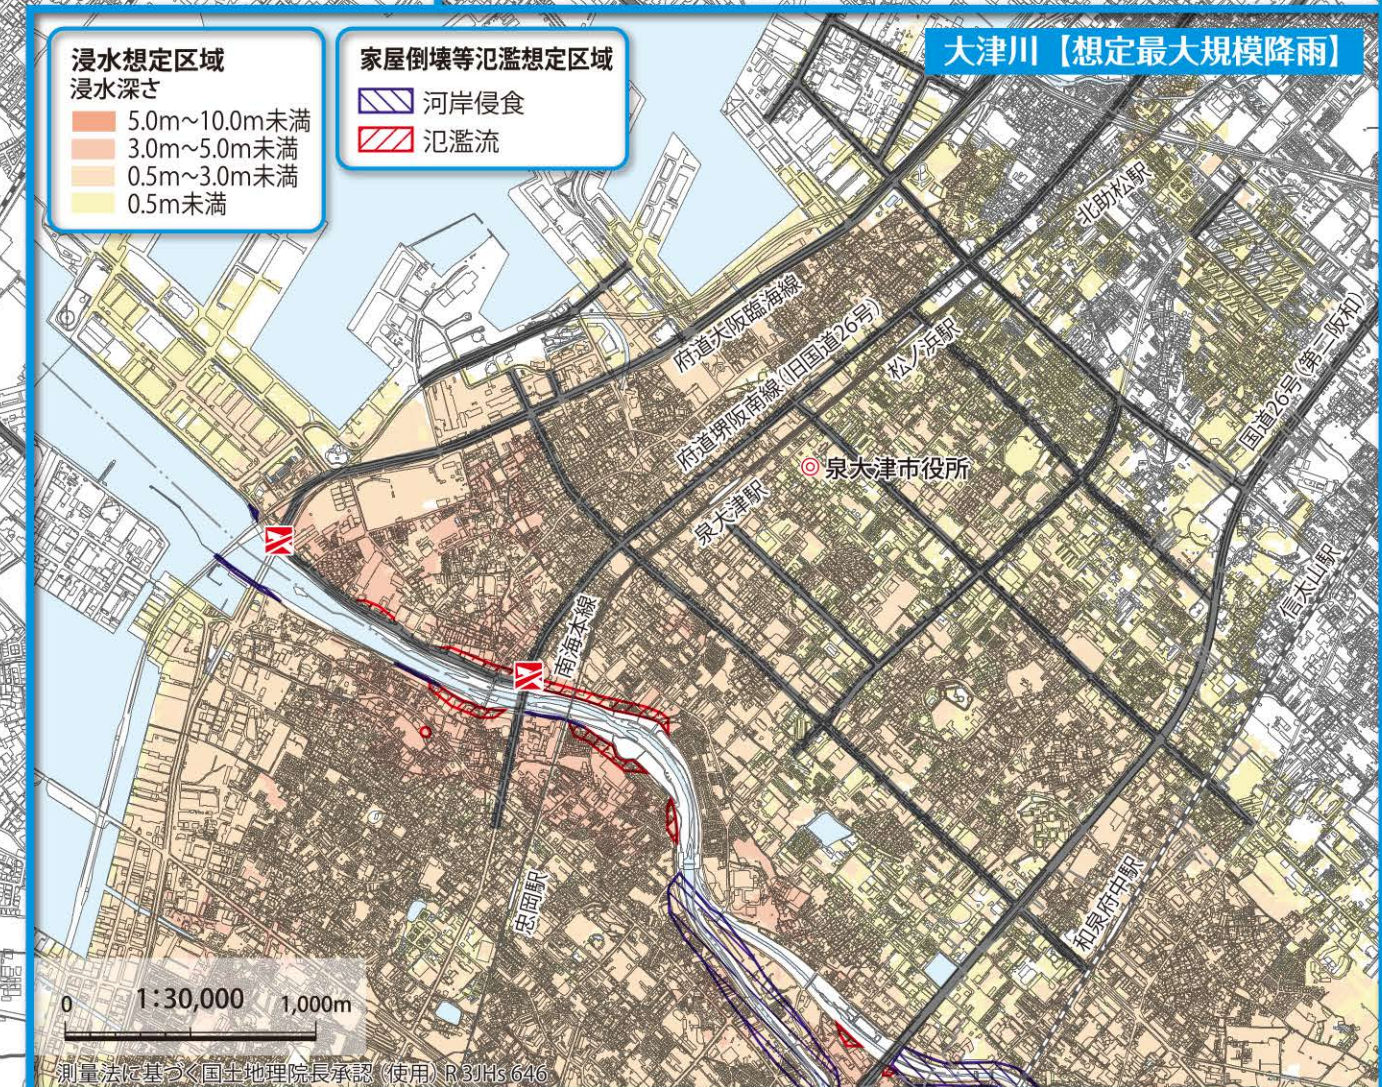 大津川【想定最大規模降雨】
浸水想定区域
浸水深さ
5.0m~10.0m未満
3.0m~5.0m未満
0.5m~3.0m未満
0.5m未満
家屋倒壊等氾濫想定区域
河岸侵食
氾濫流
北助松駅
府道大阪臨海線
府道堺阪南線(旧国道26号)
松ノ浜駅
国道26号(第二阪和)
泉大津市役所
泉大津駅
信太山駅
南海本線
忠岡駅
和泉府中駅
0 1:30,000 1,000m
測量法に基づく国土地理院長承認(使用)R 3JHs 646